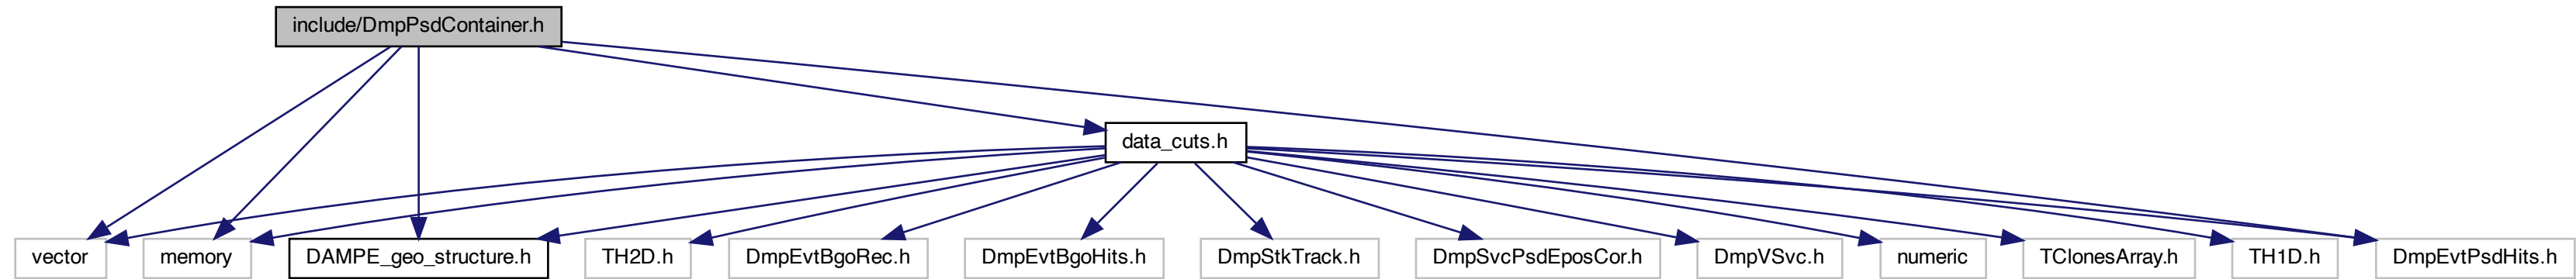 include/DmpPsdContainer.h
data_cuts.h
vector
memory
DAMPE_geo_structure.h
TH2D.h
DmpEvtBgoRec.h
DmpEvtBgoHits.h
DmpStkTrack.h
DmpSvcPsdEposCor.h
DmpVSvc.h
numeric
TClonesArray.h
TH1D.h
DmpEvtPsdHits.h